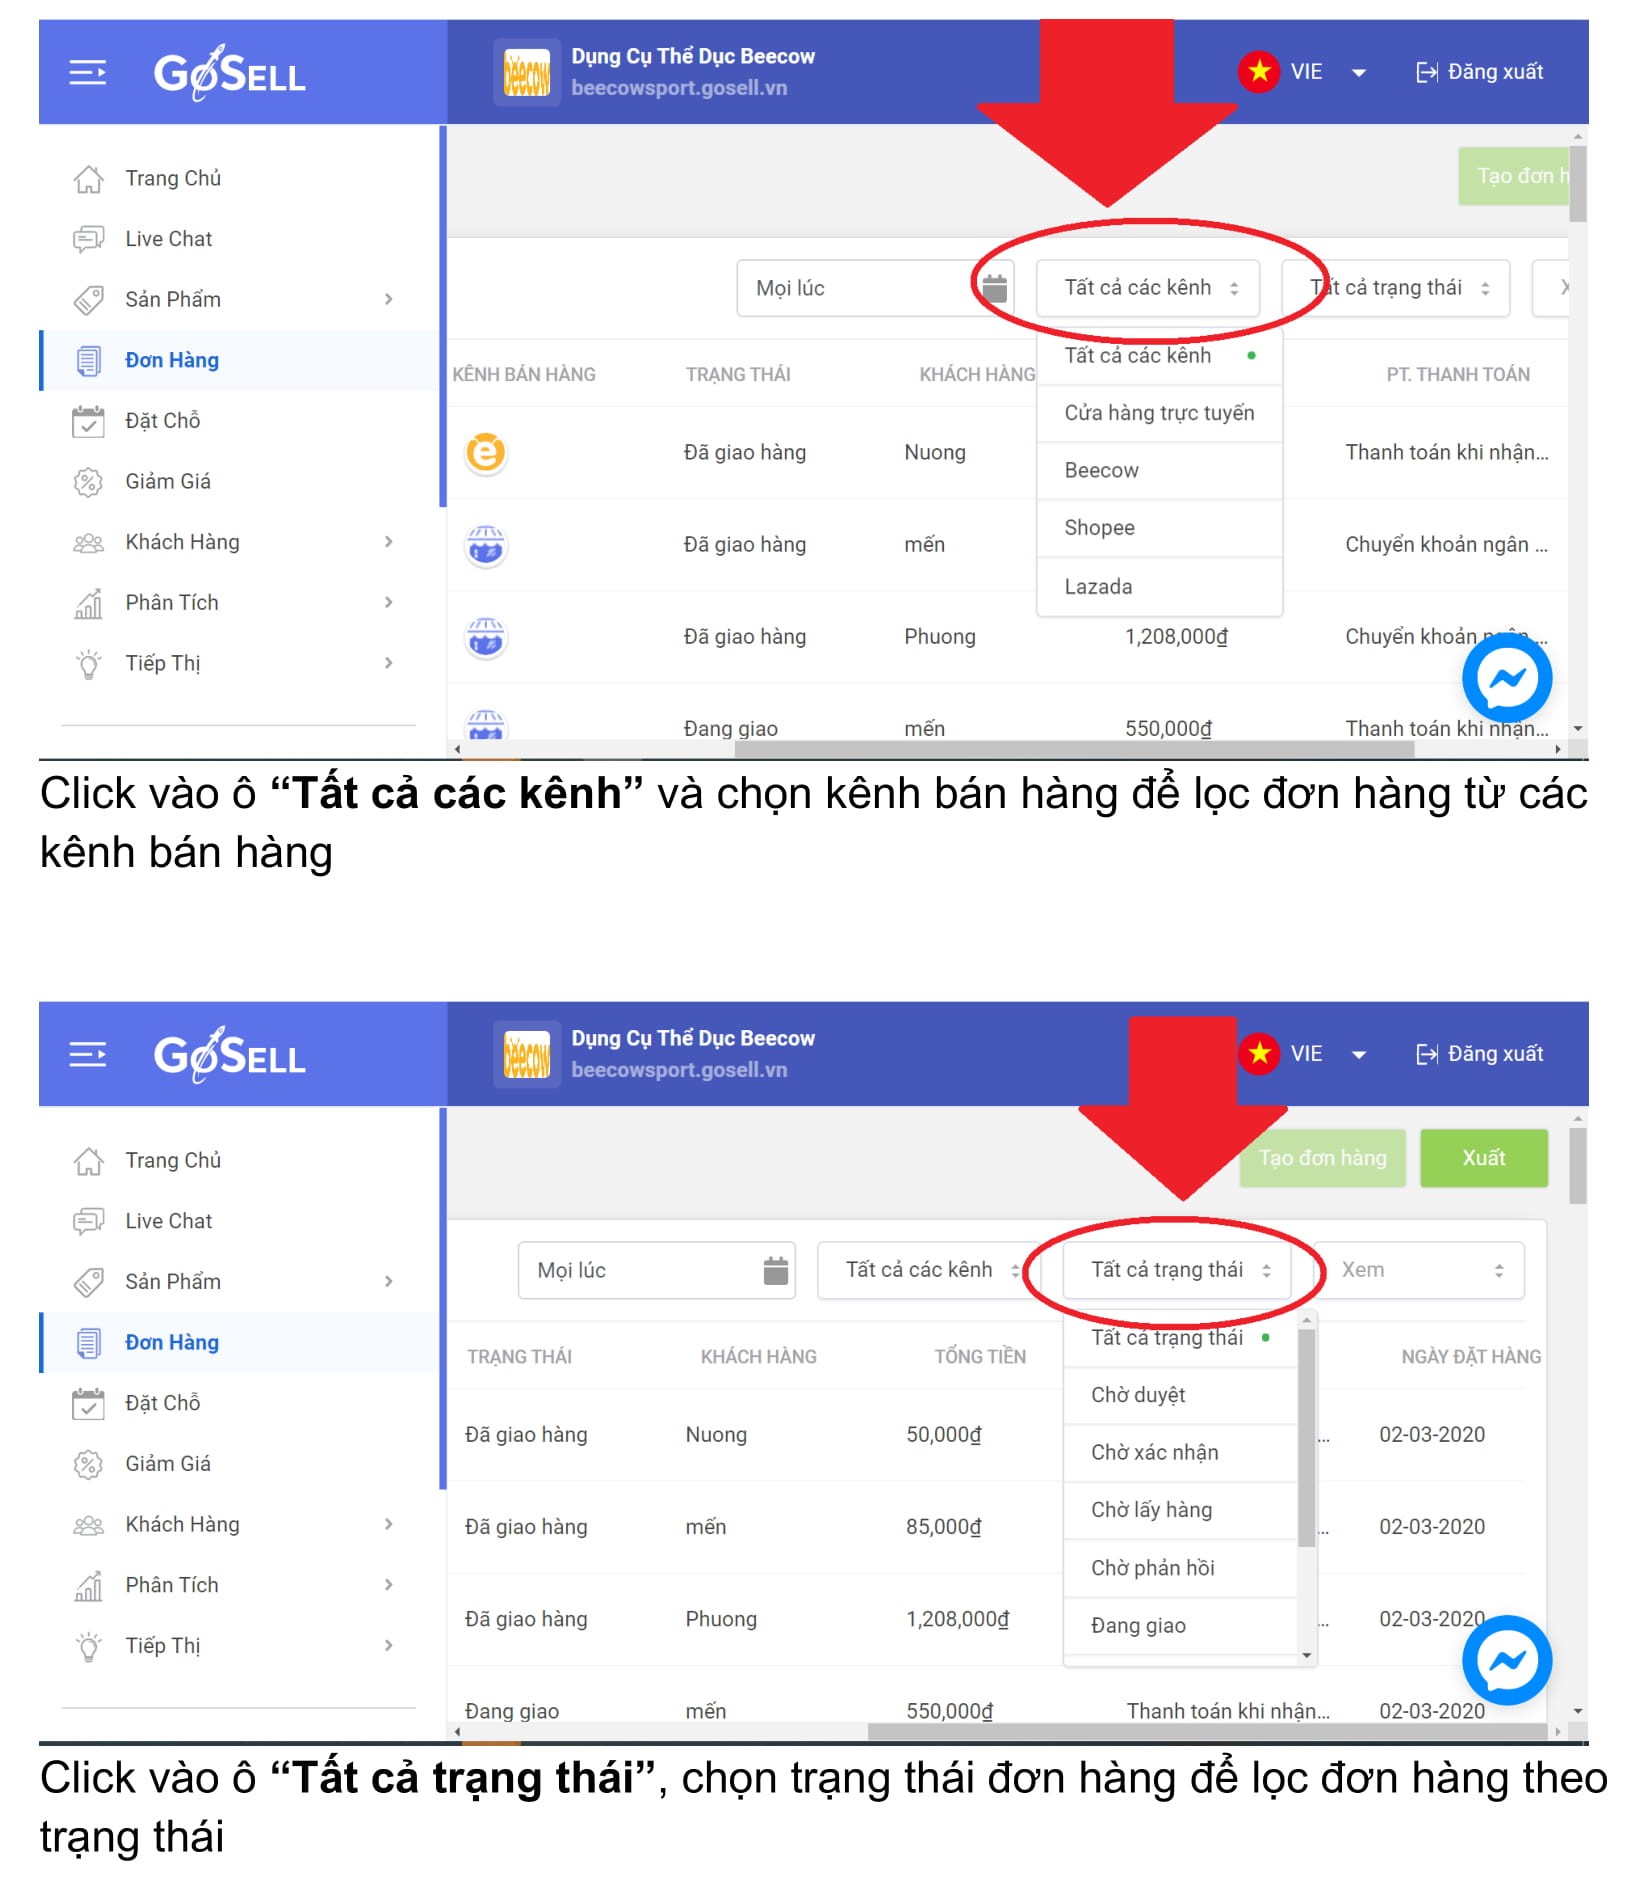 GoSELL
beecow
Dụng Cụ Thể Dục Beecow
beecowsport.gosell.vn
VIE
Đăng xuất
Trang Chủ
Live Chat
Sản Phẩm
Đơn Hàng
Đặt Chỗ
Giảm Giá
Khách Hàng
Phân Tích
Tiếp Thị
Tạo đơn h
Mọi lúc
Tất cả các kênh
Tất cả trạng thái
X
Tất cả các kênh
Cửa hàng trực tuyến
Beecow
Shopee
Lazada
KÊNH BÁN HÀNG TRẠNG THÁI KHÁCH HÀNG PT. THANH TOÁN
Đã giao hàng Nuong Thanh toán khi nhận...
Đã giao hàng mến Chuyển khoản ngân ...
Đã giao hàng Phuong 1,208,000₫ Chuyển khoản ngân ...
Đang giao mến 550,000₫ Thanh toán khi nhận...
Click vào ô “Tất cả các kênh” và chọn kênh bán hàng để lọc đơn hàng từ các
kênh bán hàng
GoSELL
beecow
Dụng Cụ Thể Dục Beecow
beecowsport.gosell.vn
VIE
Đăng xuất
Trang Chủ
Live Chat
Sản Phẩm
Đơn Hàng
Đặt Chỗ
Giảm Giá
Khách Hàng
Phân Tích
Tiếp Thị
Tạo đơn hàng
Xuất
Mọi lúc
Tất cả các kênh
Tất cả trạng thái
Xem
Tất cả trạng thái
Chờ duyệt
Chờ xác nhận
Chờ lấy hàng
Chờ phản hồi
Đang giao
TRẠNG THÁI KHÁCH HÀNG TỔNG TIỀN NGÀY ĐẶT HÀNG
Đã giao hàng Nuong 50,000₫ ... 02-03-2020
Đã giao hàng mến 85,000₫ ... 02-03-2020
Đã giao hàng Phuong 1,208,000₫ ... 02-03-2020
Đang giao mến 550,000₫ Thanh toán khi nhận... 02-03-2020
Click vào ô “Tất cả trạng thái”, chọn trạng thái đơn hàng để lọc đơn hàng theo
trạng thái